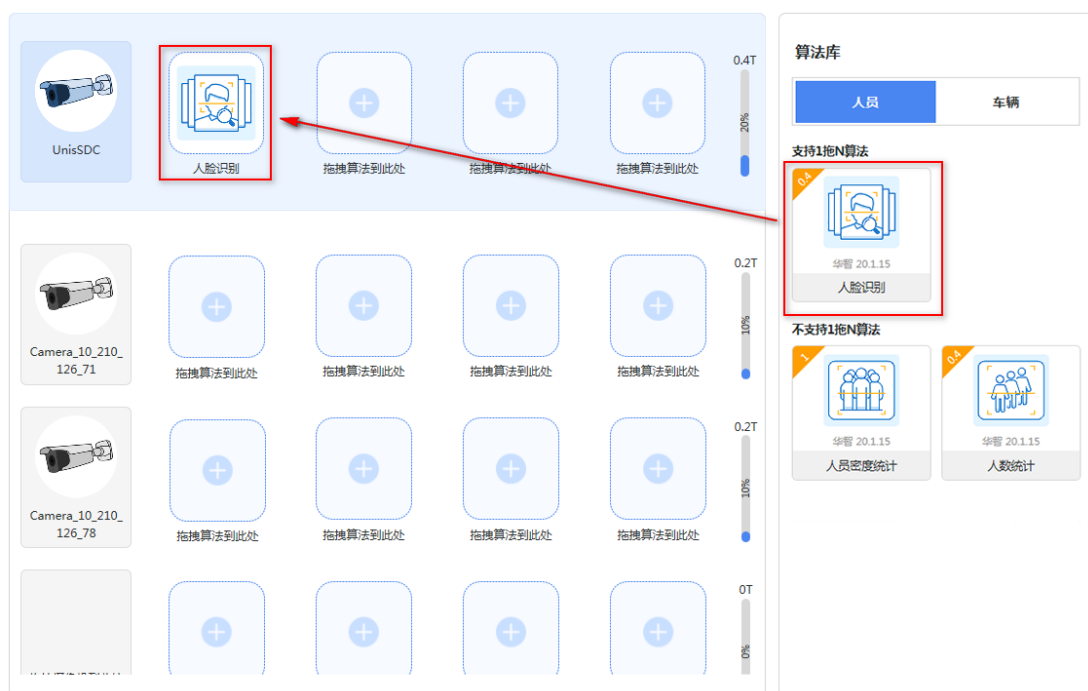 0.4T
20%
UnisSDC
人脸识别
拖拽算法到此处
拖拽算法到此处
拖拽算法到此处
0.2T
10%
Camera_10_210_
126_71
拖拽算法到此处
拖拽算法到此处
拖拽算法到此处
拖拽算法到此处
0.2T
10%
Camera_10_210_
126_78
拖拽算法到此处
拖拽算法到此处
拖拽算法到此处
拖拽算法到此处
0T
0%
算法库
人员
车辆
支持1拖N算法
0.4
华智 20.1.15
人脸识别
不支持1拖N算法
1
华智 20.1.15
人员密度统计
0.4
华智 20.1.15
人数统计